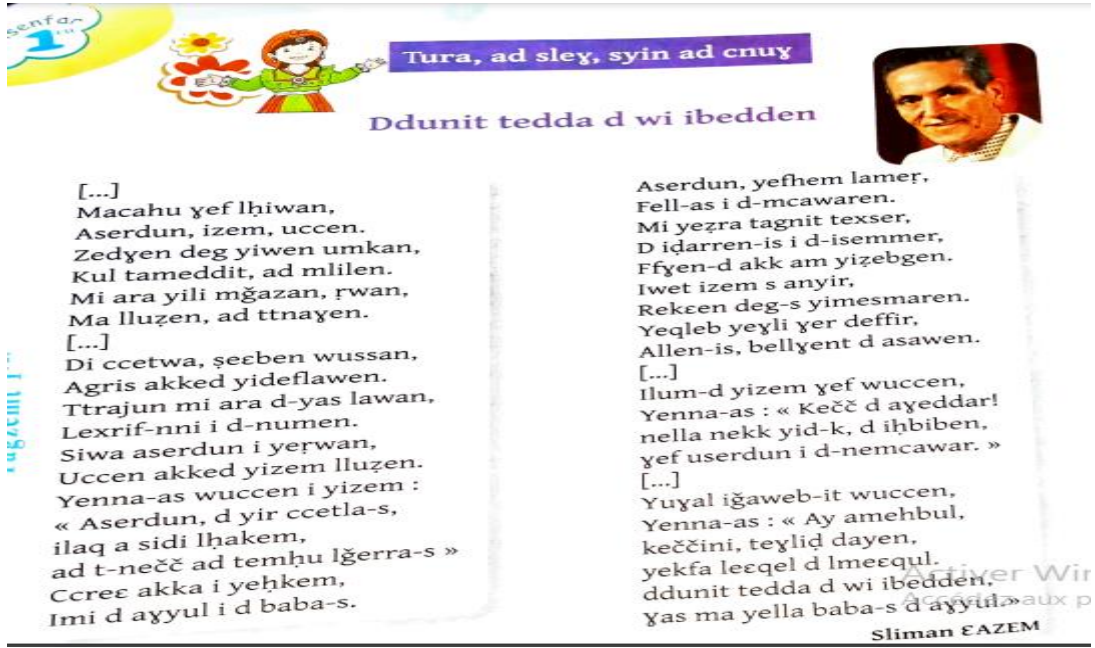 senfar
1ru
Tura, ad sleɣ, syin ad cnuɣ
Ddunit tedda d wi ibedden
[...]
Macahu ɣef lḥiwan,
Aserdun, izem, uccen.
Zedɣen deg yiwen umkan,
Kul tameddit, ad mlilen.
Mi ara yili mǧazan, ṛwan,
Ma lluẓen, ad ttnaɣen.
[...]
Di ccetwa, ṣeɛben wussan,
Agris akked yideflawen.
Ttrajun mi ara d-yas lawan,
Lexrif-nni i d-numen.
Siwa aserdun i yeṛwan,
Uccen akked yizem lluẓen.
Yenna-as wuccen i yizem :
« Aserdun, d yir ccetla-s,
ilaq a sidi lḥakem,
ad t-nečč ad temḥu lǧerra-s »
Ccreɛ akka i yeḥkem,
Imi d aɣyul i d baba-s.
Aserdun, yefhem lameṛ,
Fell-as i d-mcawaren.
Mi yeẓra tagnit texser,
D iḍarren-is i d-isemmer,
Ffɣen-d akk am yiẓebgen.
Iwet izem s anyir,
Rekɛen deg-s yimesmaren.
Yeqleb yeɣli ɣer deffir,
Allen-is, bellɣent d asawen.
[...]
Ilum-d yizem ɣef wuccen,
Yenna-as : « Kečč d aɣeddar!
nella nekk yid-k, d iḥbiben,
ɣef userdun i d-nemcawar. »
[...]
Yuɣal iǧaweb-it wuccen,
Yenna-as : « Ay amehbul,
keččini, teɣliḍ dayen,
yekfa leɛqel d lmeɛqul.
ddunit tedda d wi ibedden,
ɣas ma yella baba-s d aɣyul.»
Sliman ƐAZEM
Activer Wir
Accédez aux p